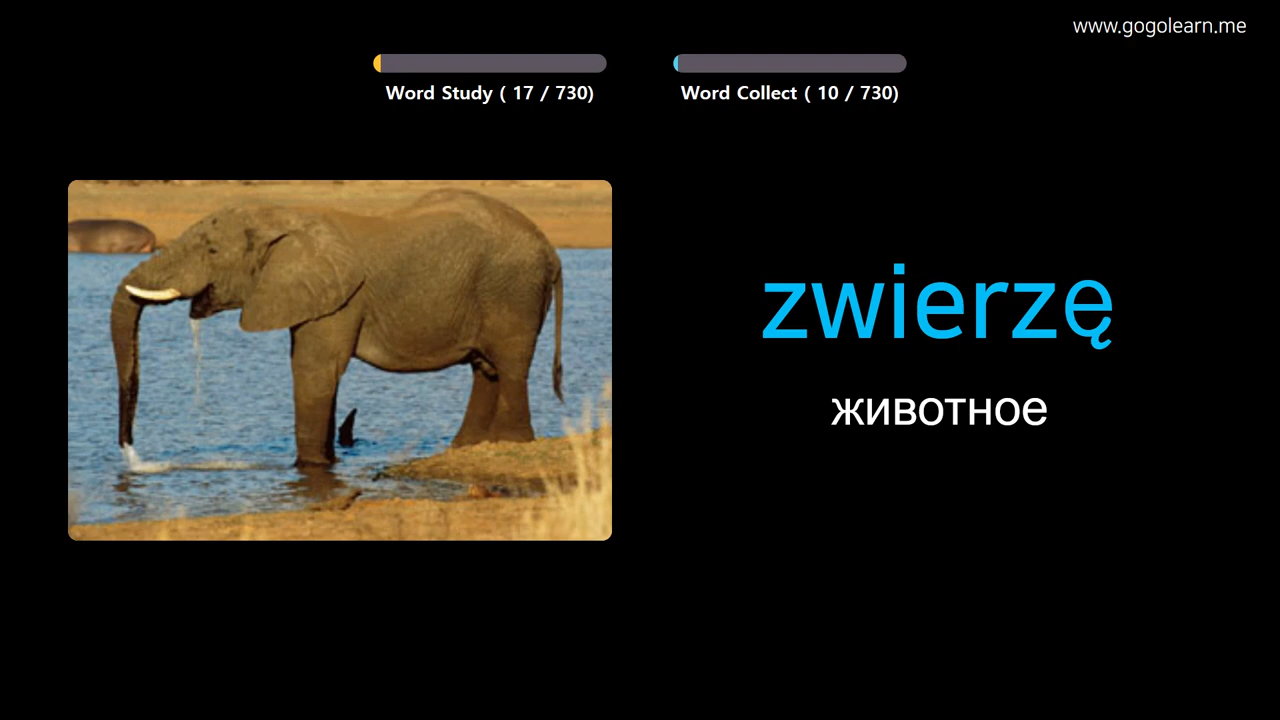 www.gogolearn.me
Word Study ( 17 / 730)
Word Collect ( 10 / 730)
zwierzę
животное